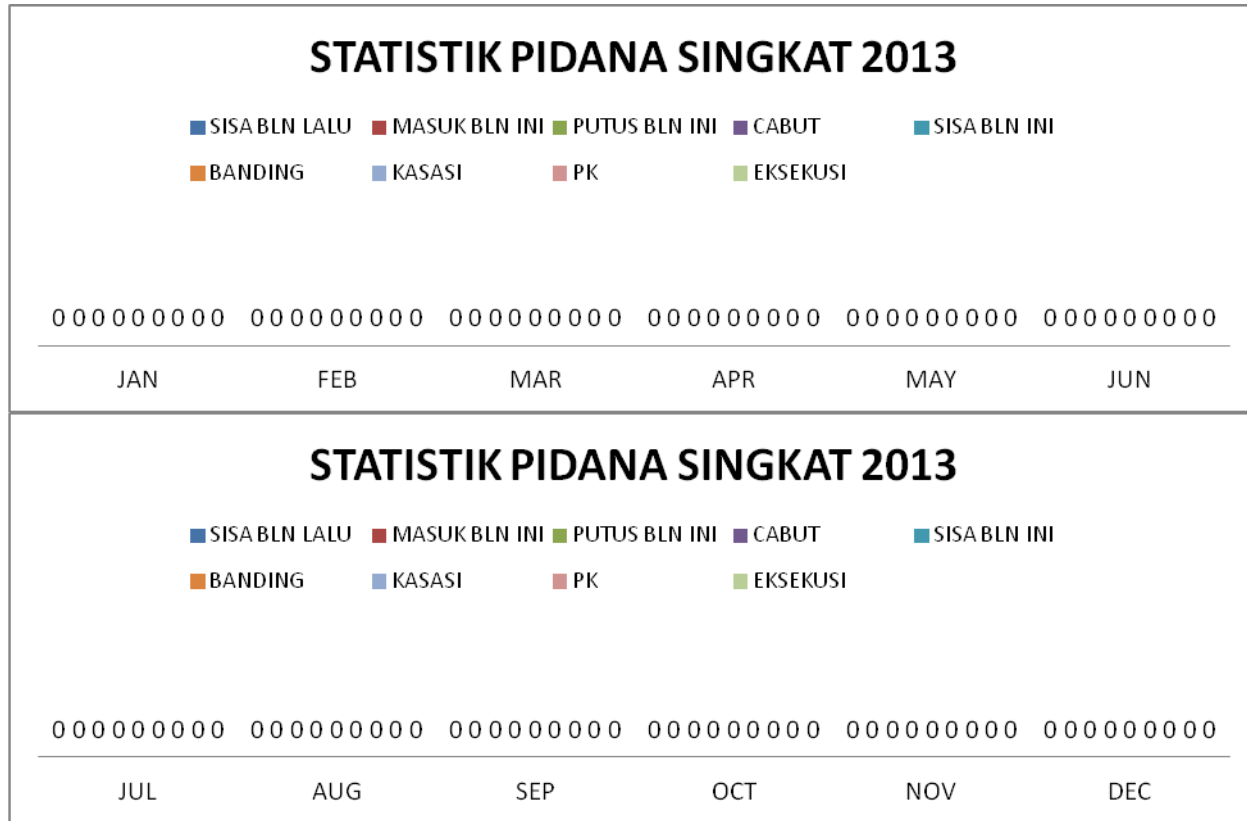 STATISTIK PIDANA SINGKAT 2013
SISA BLN LALU MASUK BLN INI PUTUS BLN INI CABUT SISA BLN INI
BANDING KASASI PK EKSEKUSI
0 0 0 0 0 0 0 0 0 0 0 0 0 0 0 0 0 0 0 0 0 0 0 0 0 0 0 0 0 0 0 0 0 0 0 0 0 0 0 0 0 0 0 0 0 0 0 0 0 0 0 0 0 0
JAN FEB MAR APR MAY JUN
STATISTIK PIDANA SINGKAT 2013
SISA BLN LALU MASUK BLN INI PUTUS BLN INI CABUT SISA BLN INI
BANDING KASASI PK EKSEKUSI
0 0 0 0 0 0 0 0 0 0 0 0 0 0 0 0 0 0 0 0 0 0 0 0 0 0 0 0 0 0 0 0 0 0 0 0 0 0 0 0 0 0 0 0 0 0 0 0 0 0 0 0 0 0
JUL AUG SEP OCT NOV DEC